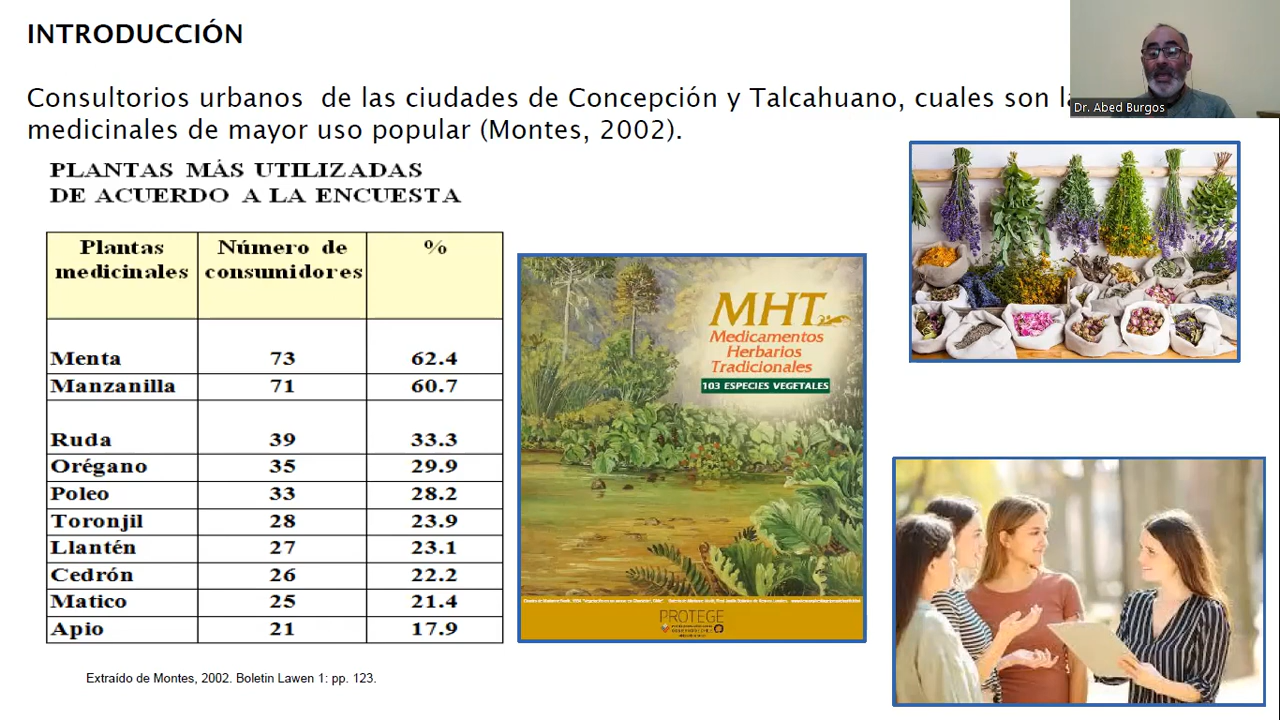 INTRODUCCIÓN
Consultorios urbanos de las ciudades de Concepción y Talcahuano, cuales son
medicinales de mayor uso popular (Montes, 2002).
Dr. Abed Burgos
PLANTAS MÁS UTILIZADAS
DE ACUERDO A LA ENCUESTA
Plantas medicinales Número de consumidores %
Menta 73 62.4
Manzanilla 71 60.7
Ruda 39 33.3
Orégano 35 29.9
Poleo 33 28.2
Toronjil 28 23.9
Llantén 27 23.1
Cedrón 26 22.2
Matico 25 21.4
Apio 21 17.9
Extraído de Montes, 2002. Boletin Lawen 1: pp. 123.
MHT
Medicamentos
Herbarios
Tradicionales
103 ESPECIES VEGETALES
PROTEGE